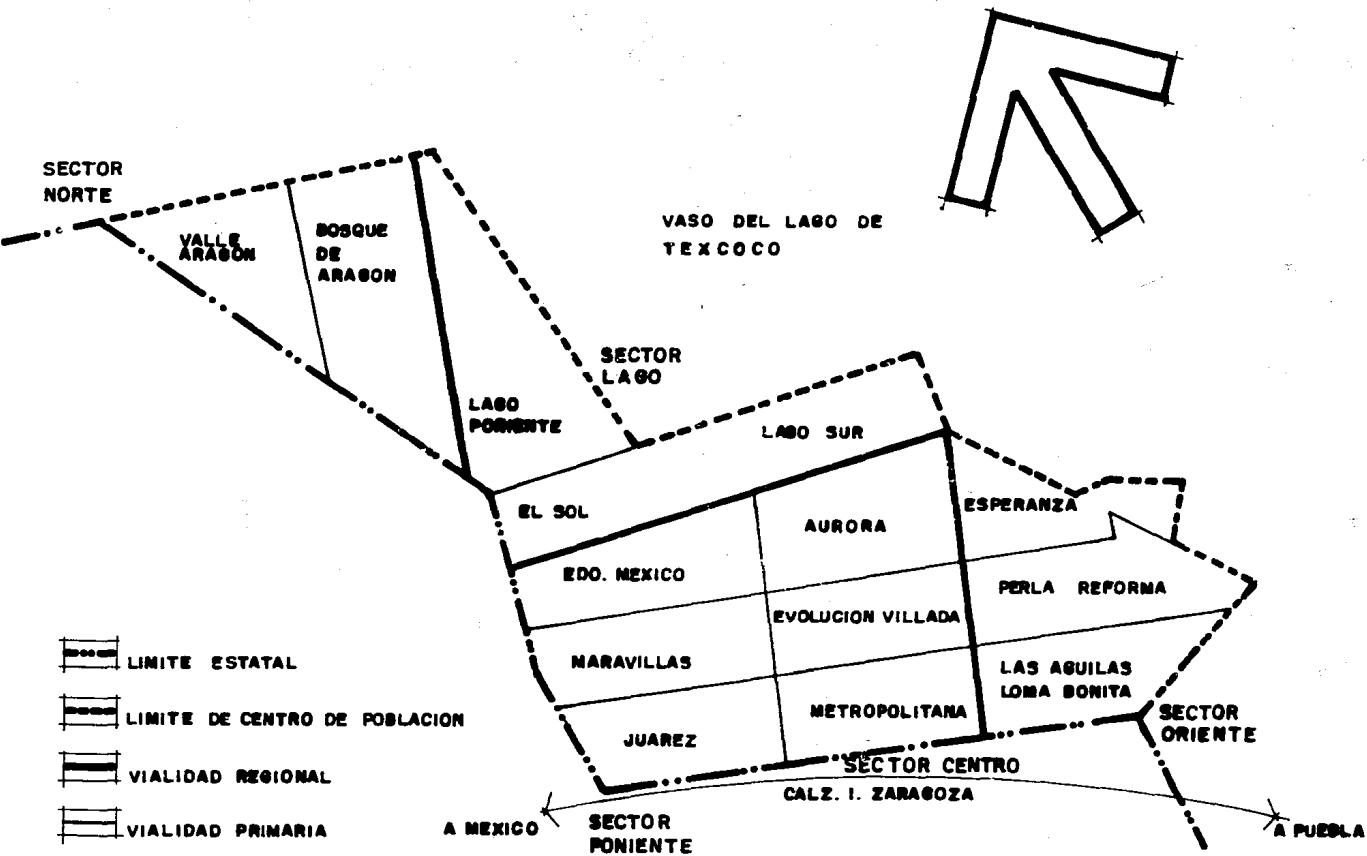 SECTOR
NORTE
VALLE
ARAGON
BOSQUE
DE
ARAGON
VASO DEL LAGO DE
TEXCOCO
SECTOR
LAGO
LAGO
PONIENTE
LAGO SUR
EL SOL
ESPERANZA
AURORA
EDO. MEXICO
PERLA REFORMA
EVOLUCION VILLADA
MARAVILLAS
LAS AGUILAS
LOMA BONITA
METROPOLITANA
JUAREZ
SECTOR
ORIENTE
SECTOR CENTRO
CALZ. I. ZARAGOZA
A MEXICO
SECTOR
PONIENTE
A PUEBLA
LIMITE ESTATAL
LIMITE DE CENTRO DE POBLACION
VIALIDAD REGIONAL
VIALIDAD PRIMARIA